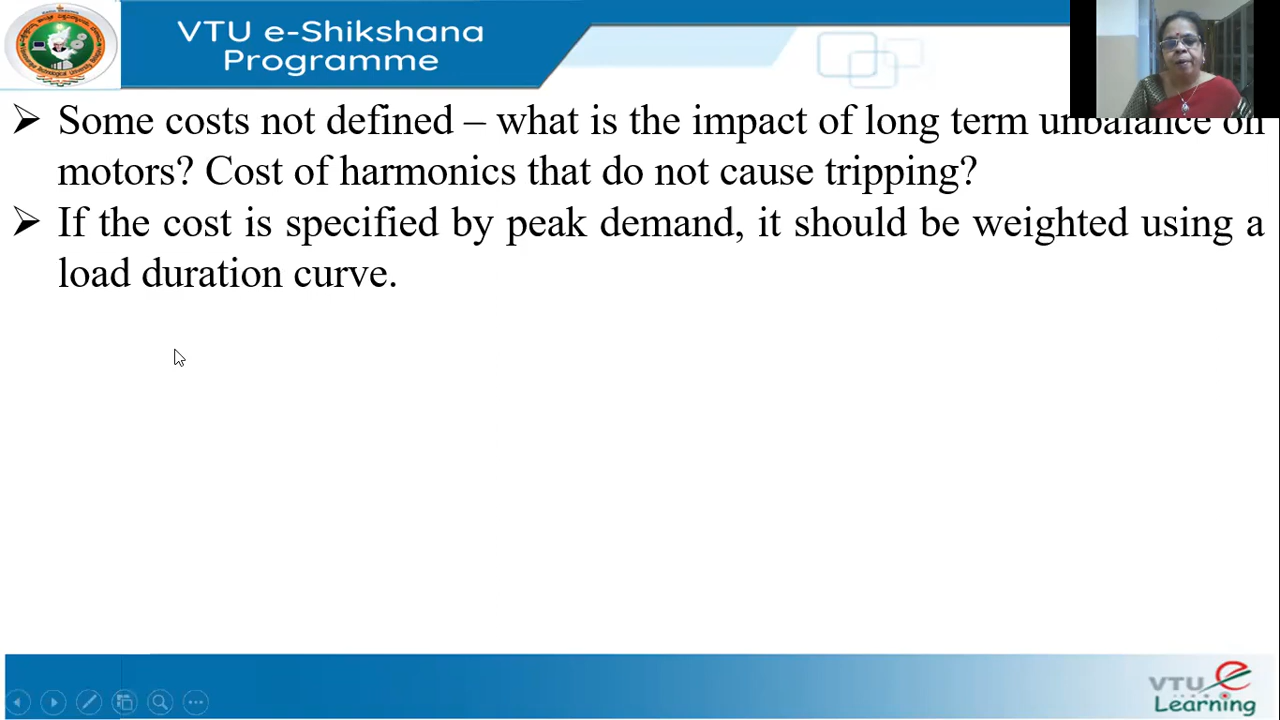 VTU e-Shikshana
Programme
➢ Some costs not defined – what is the impact of long term unbalance on
motors? Cost of harmonics that do not cause tripping?
➢ If the cost is specified by peak demand, it should be weighted using a
load duration curve.
VTU e
Learning